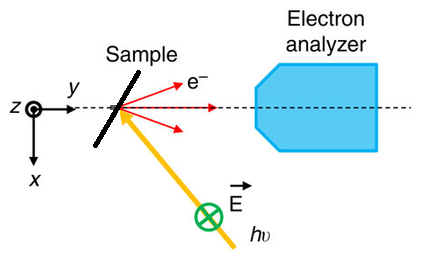 Electron
analyzer
Sample
e⁻
z
y
x
E
hυ